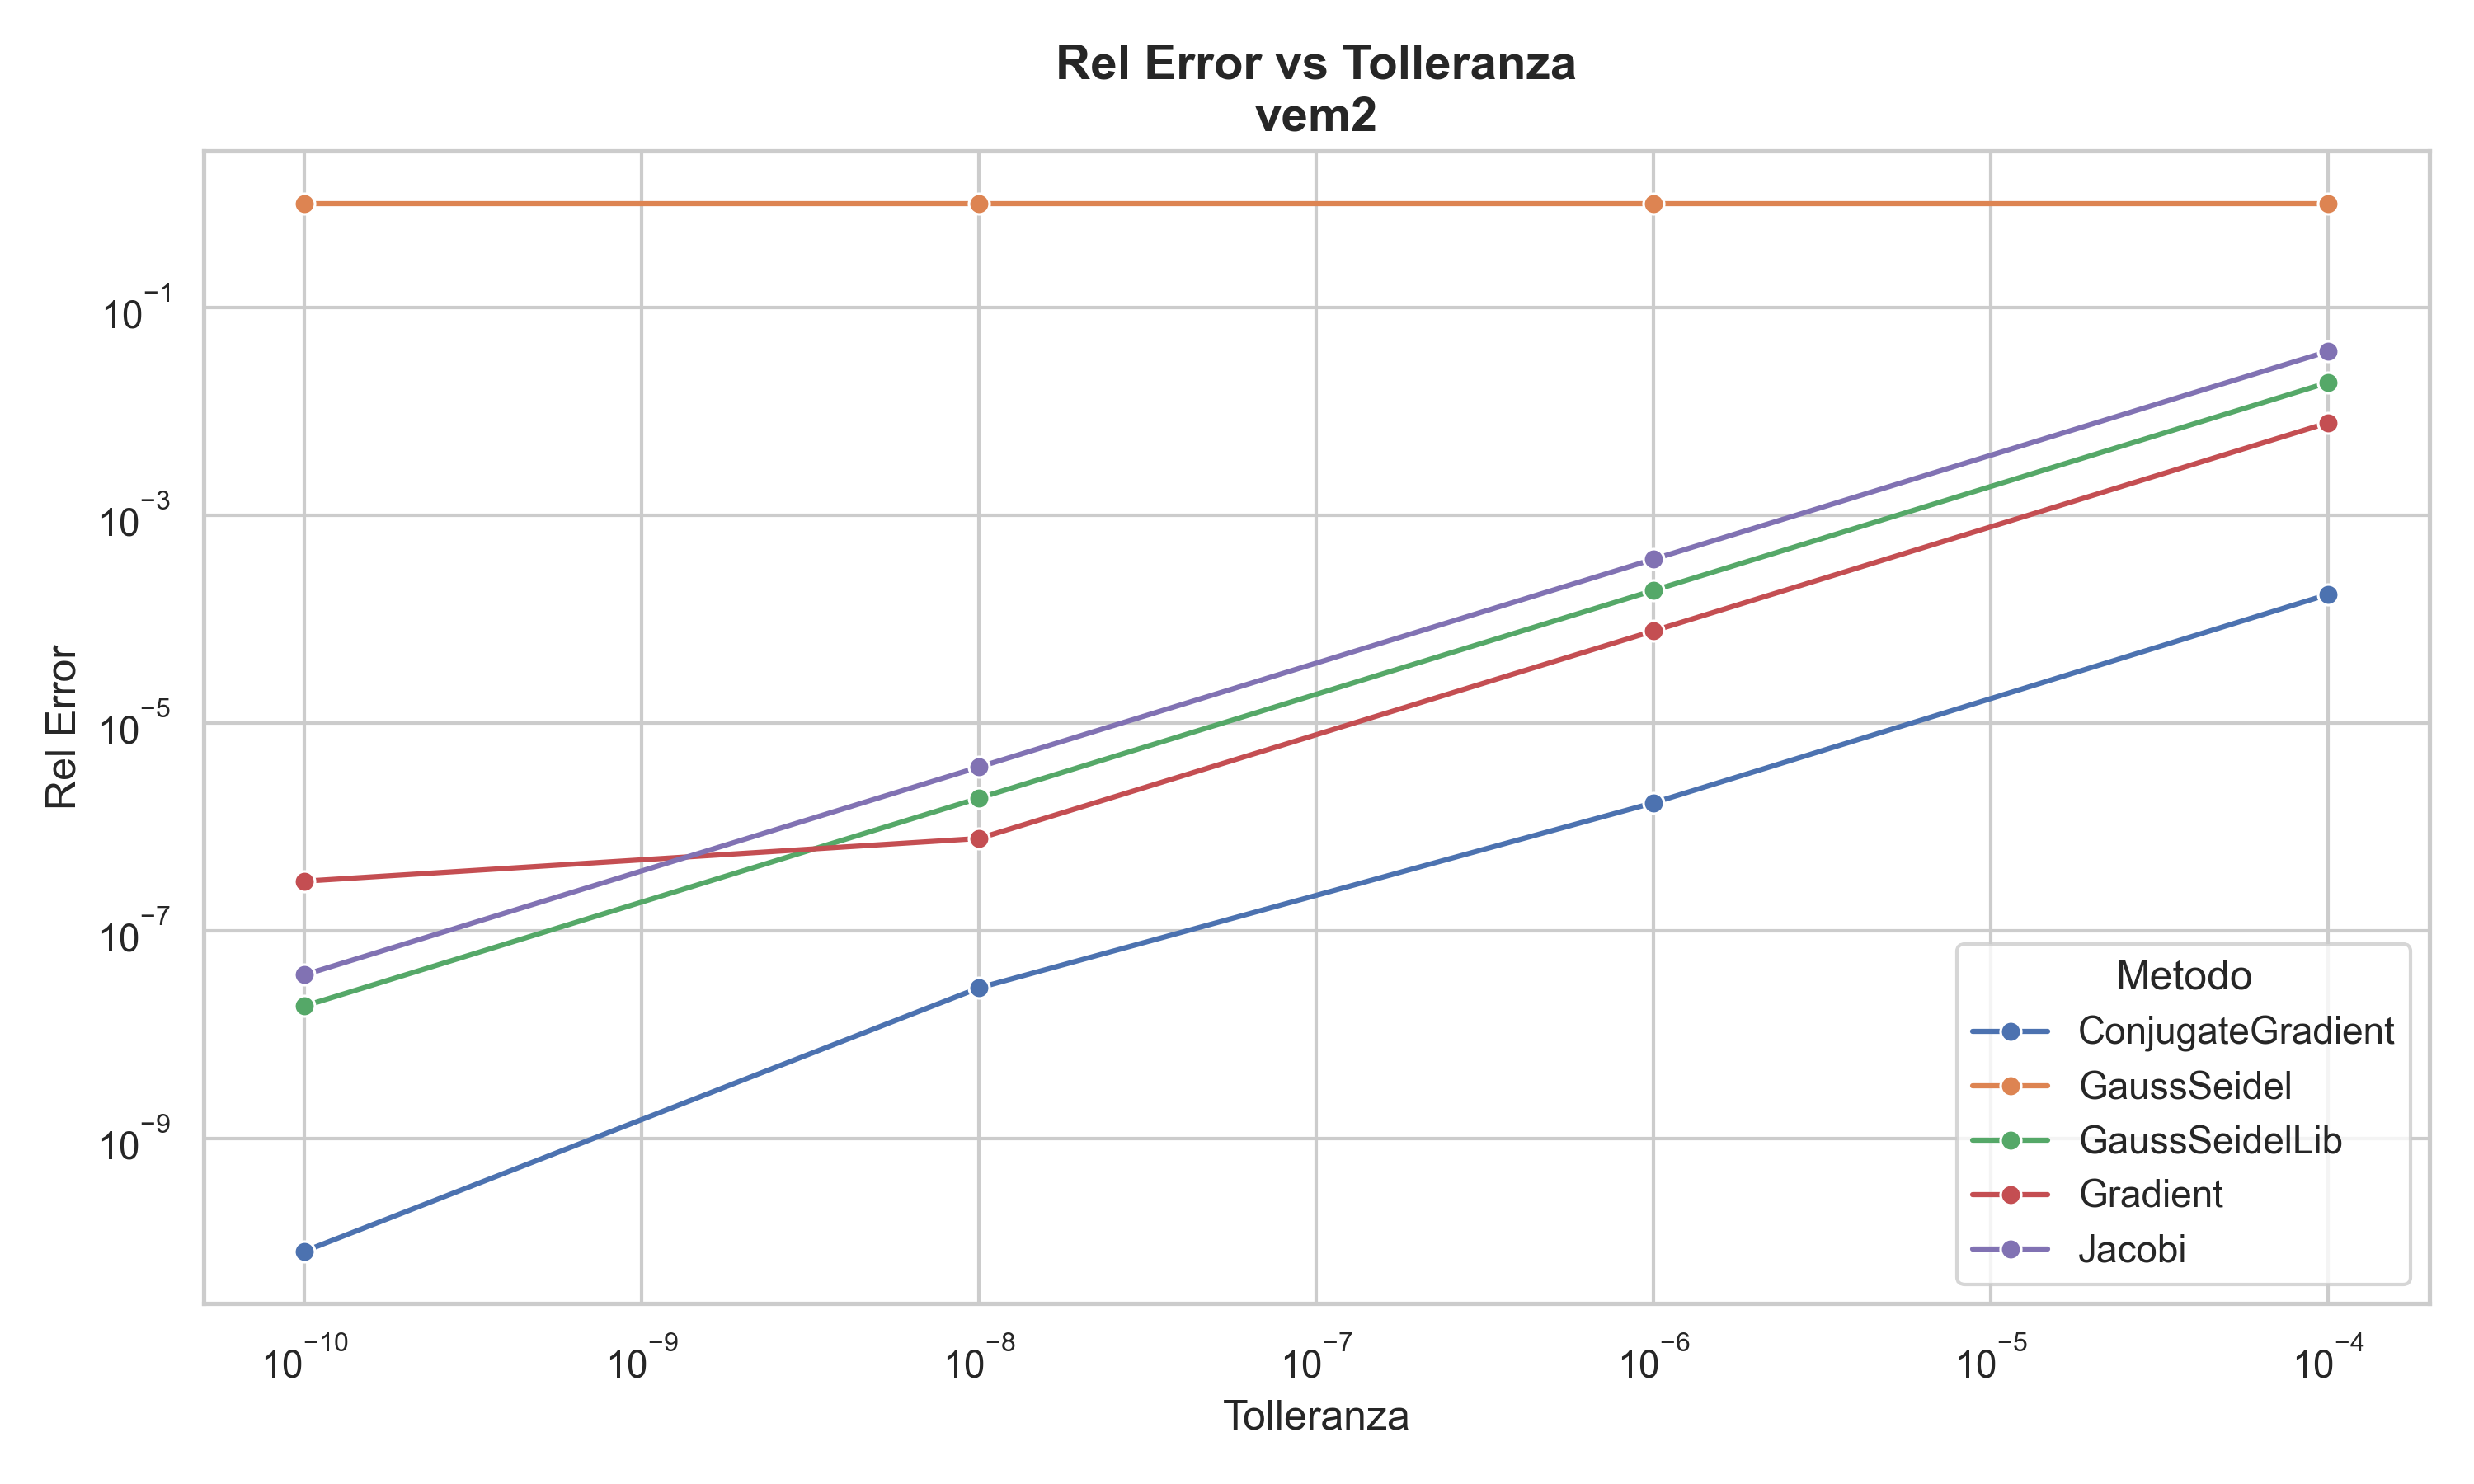 Rel Error vs Tolleranza
vem2
Rel Error
10⁻¹
10⁻³
10⁻⁵
10⁻⁷
10⁻⁹
10⁻¹⁰ 10⁻⁹ 10⁻⁸ 10⁻⁷ 10⁻⁶ 10⁻⁵ 10⁻⁴
Tolleranza
Metodo
ConjugateGradient
GaussSeidel
GaussSeidelLib
Gradient
Jacobi